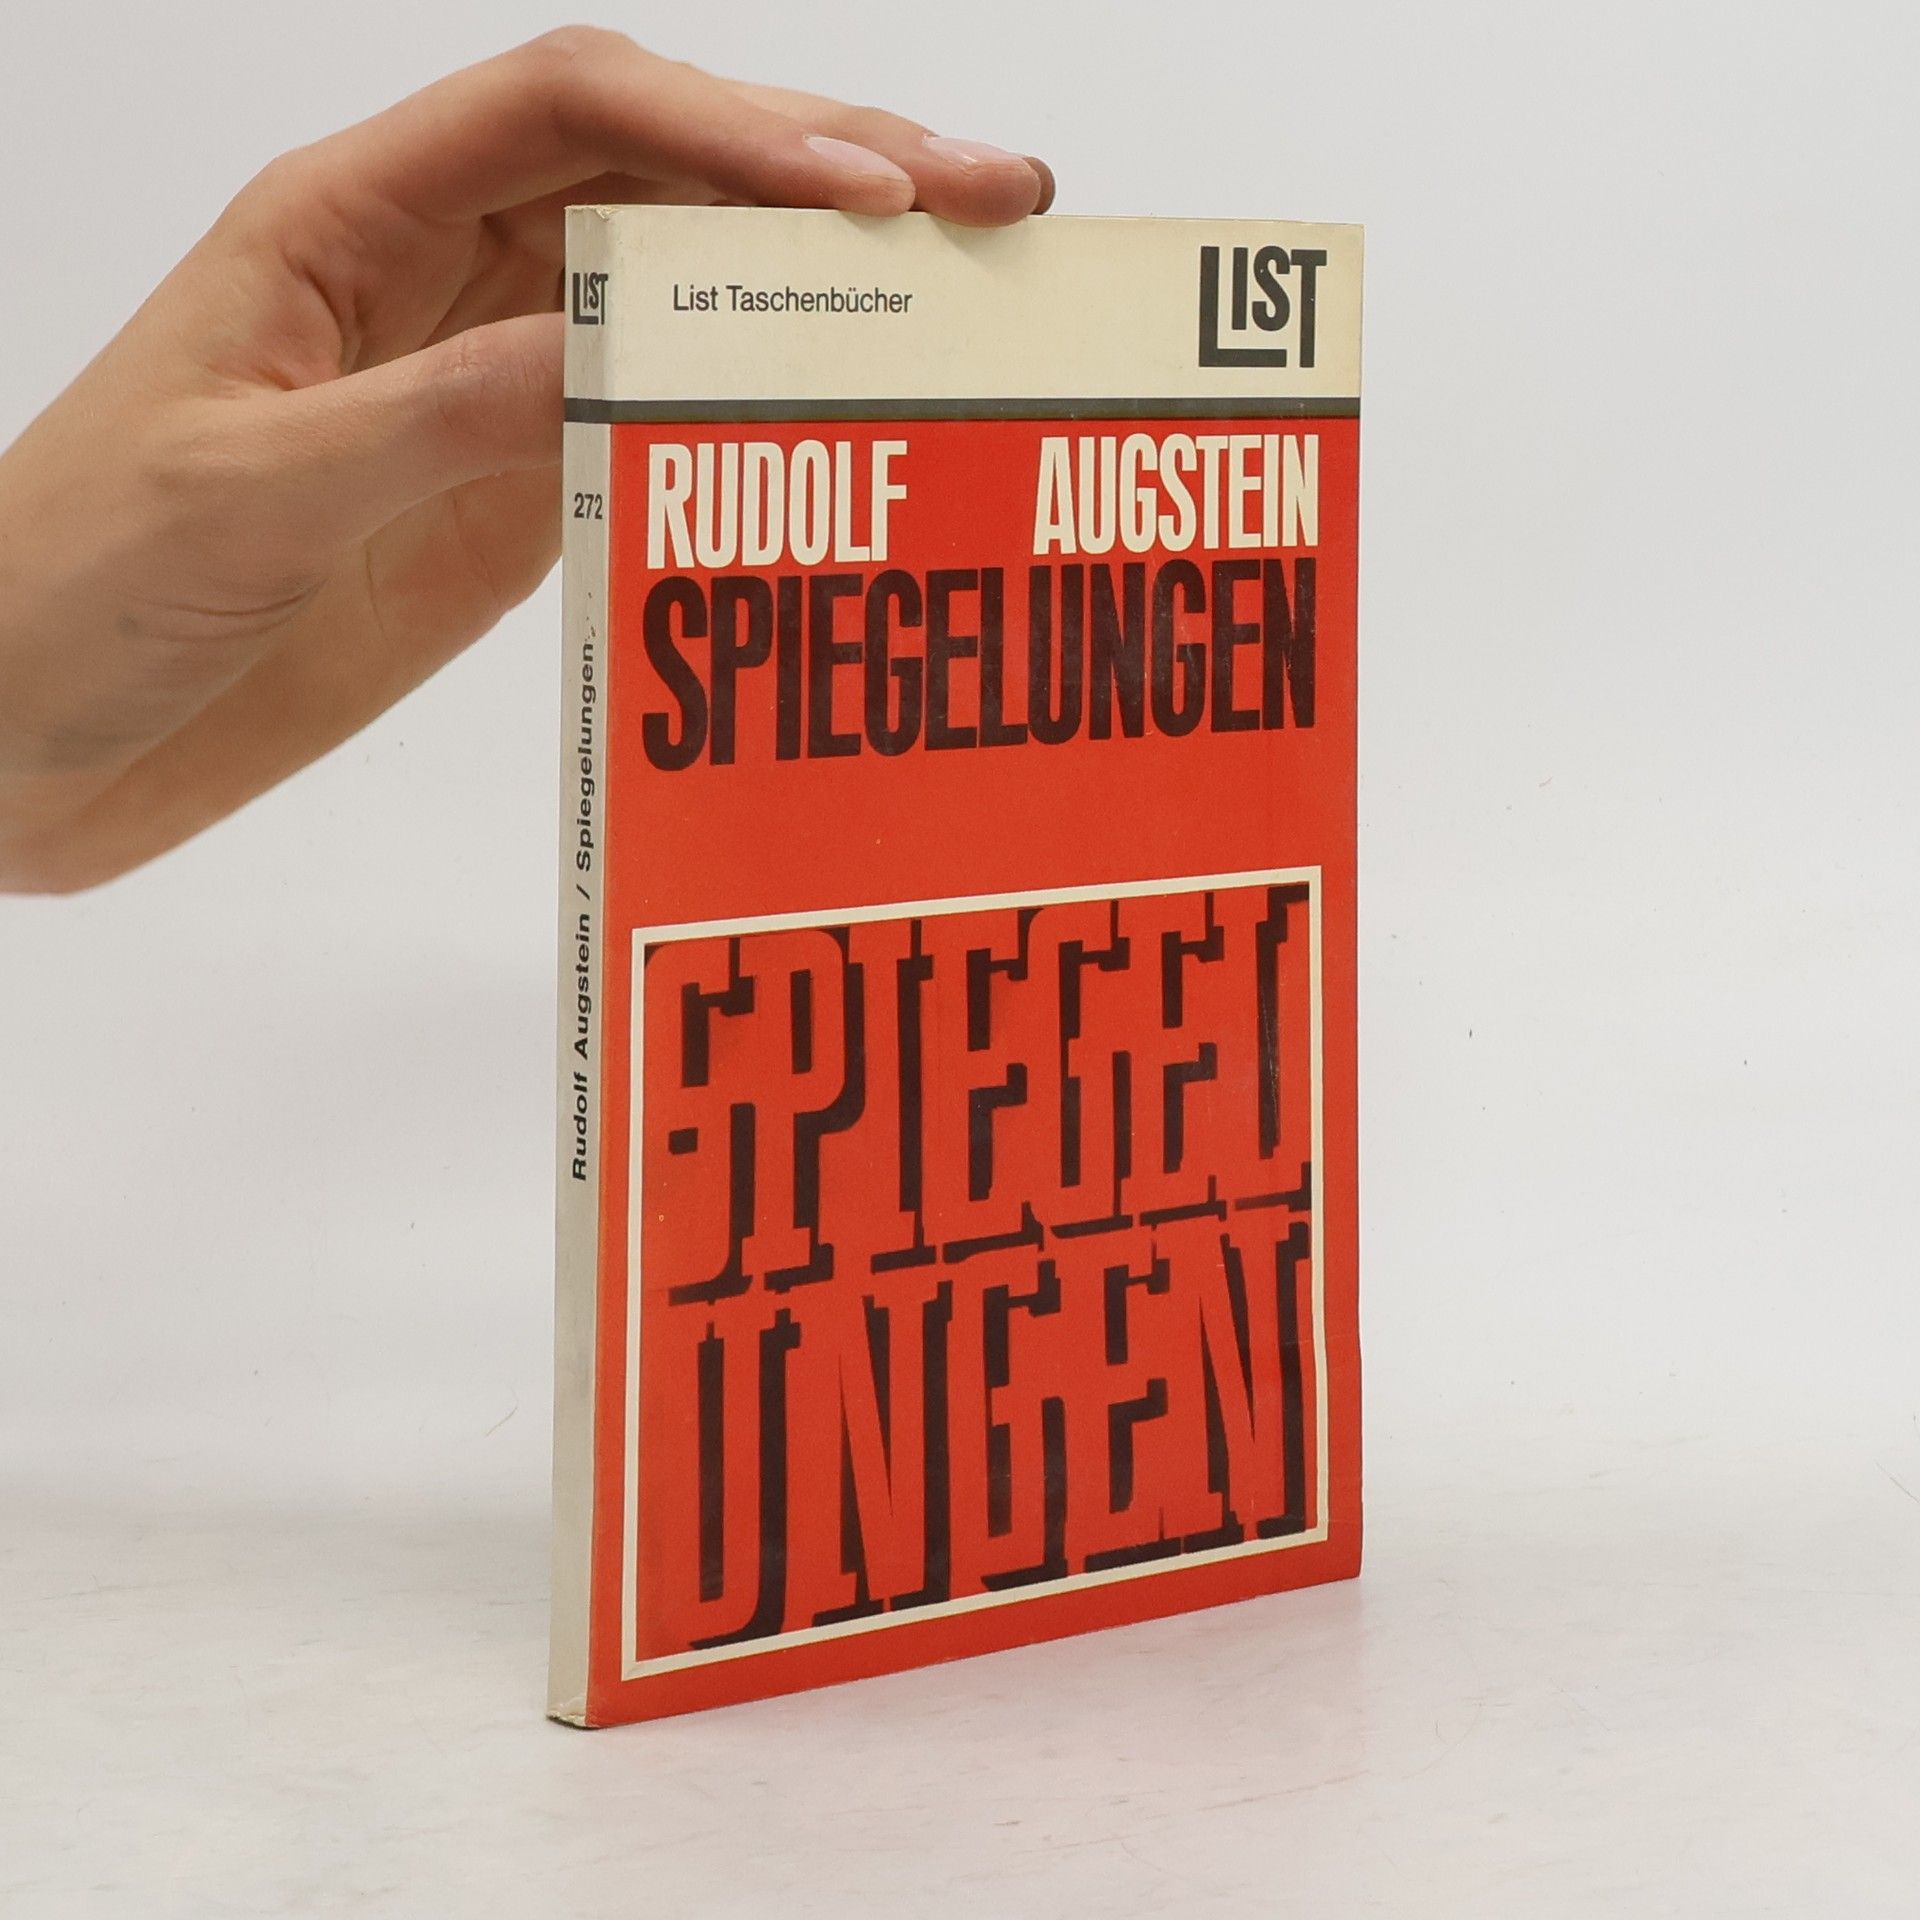 LIST
272
Rudolf Augstein / Spiegelungen
List Taschenbücher
LIST
RUDOLF AUGSTEIN
SPIEGELUNGEN
SPIEGEL
UNGEN